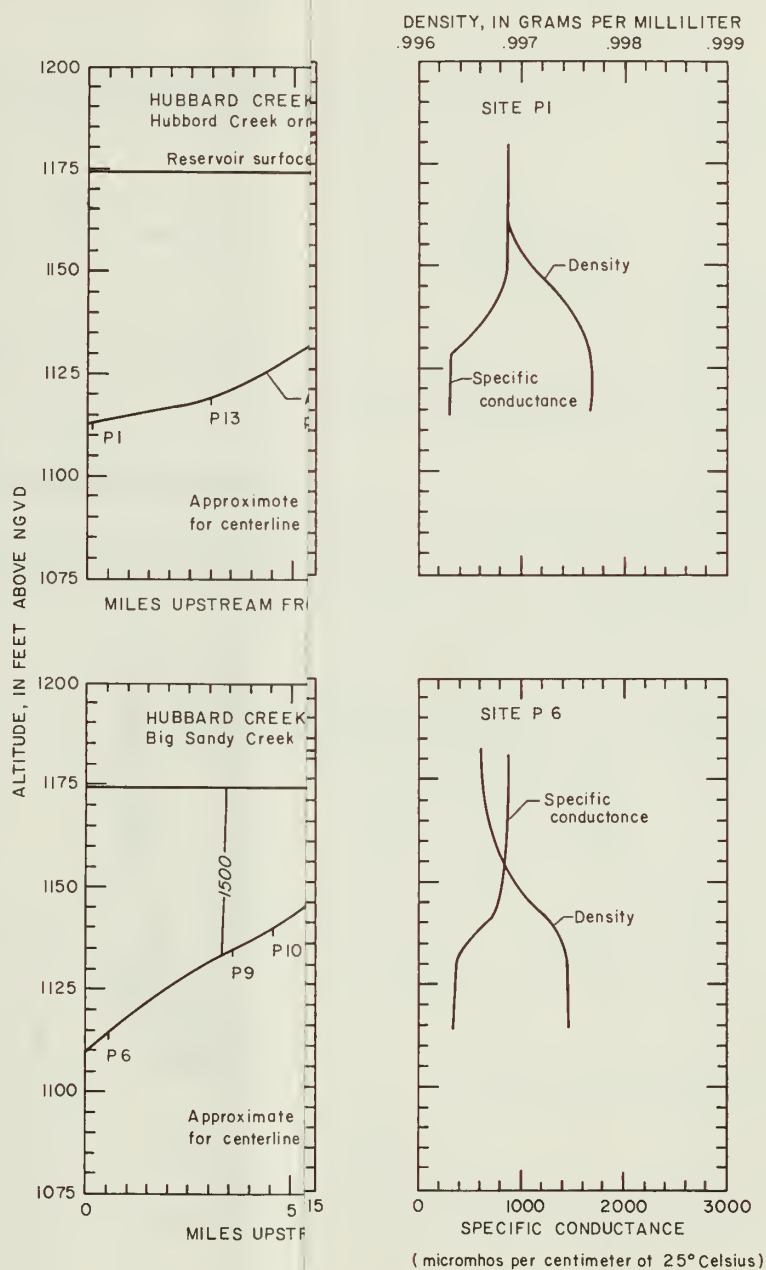 DENSITY, IN GRAMS PER MILLILITER
.996 .997 .998 .999
1200
HUBBARD CREEK
Hubbord Creek
Reservoir surface
1175
1150
1125
P1
P13
1100
Approximote
for centerline
1075
MILES UPSTREAM
SITE P1
Density
Specific
conductance
ALTITUDE, IN FEET ABOVE NGVD
1200
HUBBARD CREEK
Big Sandy Creek
1175
1500
1150
P10
P9
1125
P6
1100
Approximate
for centerline
1075
0 5 15
MILES
SITE P 6
Specific
conductonce
Density
0 1000 2000 3000
SPECIFIC CONDUCTANCE
(micromhos per centimeter ot 25° Celsius)